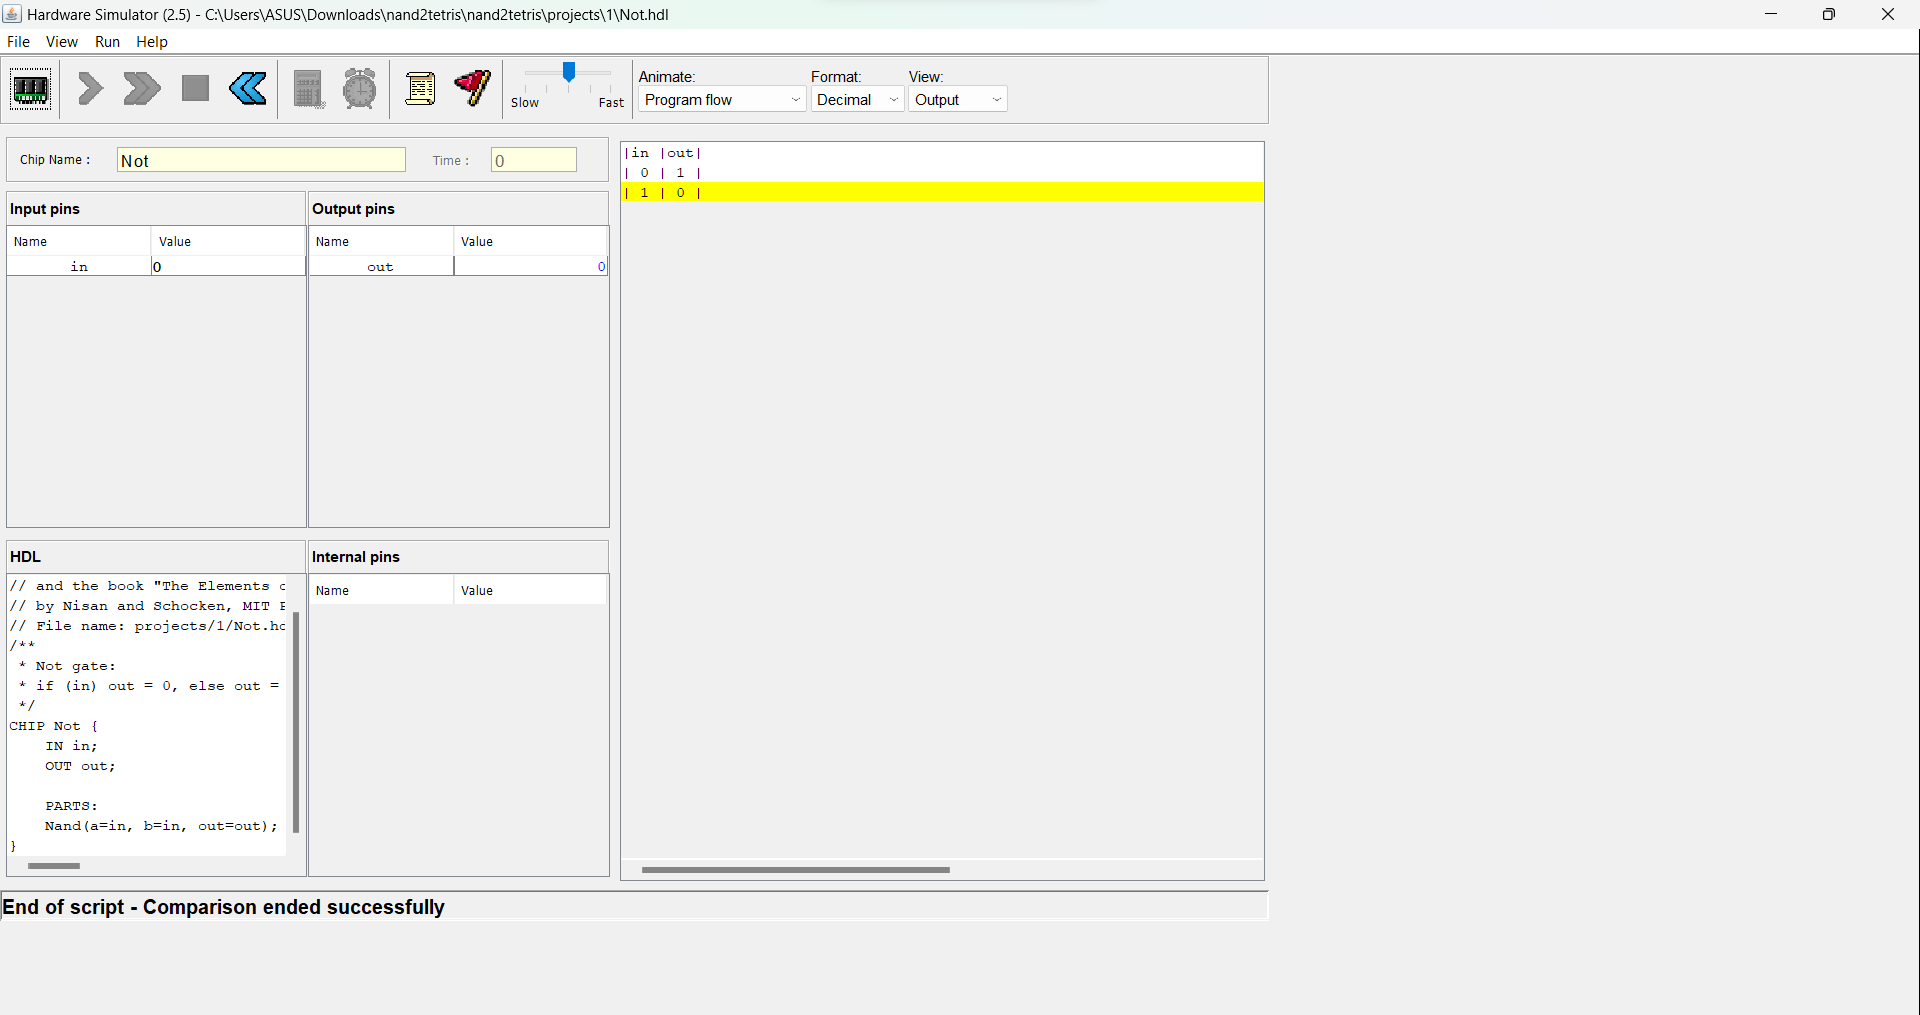 Hardware Simulator (2.5) - C:\Users\ASUS\Downloads\nand2tetris\nand2tetris\projects\1\Not.hdl
File View Run Help
Slow Fast
Animate: Format: View:
Program flow Decimal Output
Chip Name : Not Time : 0
Input pins
Name Value
in 0
Output pins
Name Value
out 0
HDL
// and the book "The Elements
// by Nisan and Schocken, MIT
// File name: projects/1/Not.
/**
* Not gate:
* if (in) out = 0, else out =
*/
CHIP Not {
IN in;
OUT out;
PARTS:
Nand(a=in, b=in, out=out);
}
Internal pins
Name Value
|in |out|
| 0 | 1 |
| 1 | 0 |
End of script - Comparison ended successfully